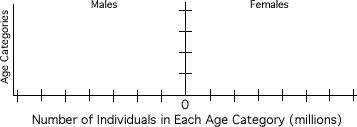 Males Females
Age Categories
0
Number of Individuals in Each Age Category (millions)